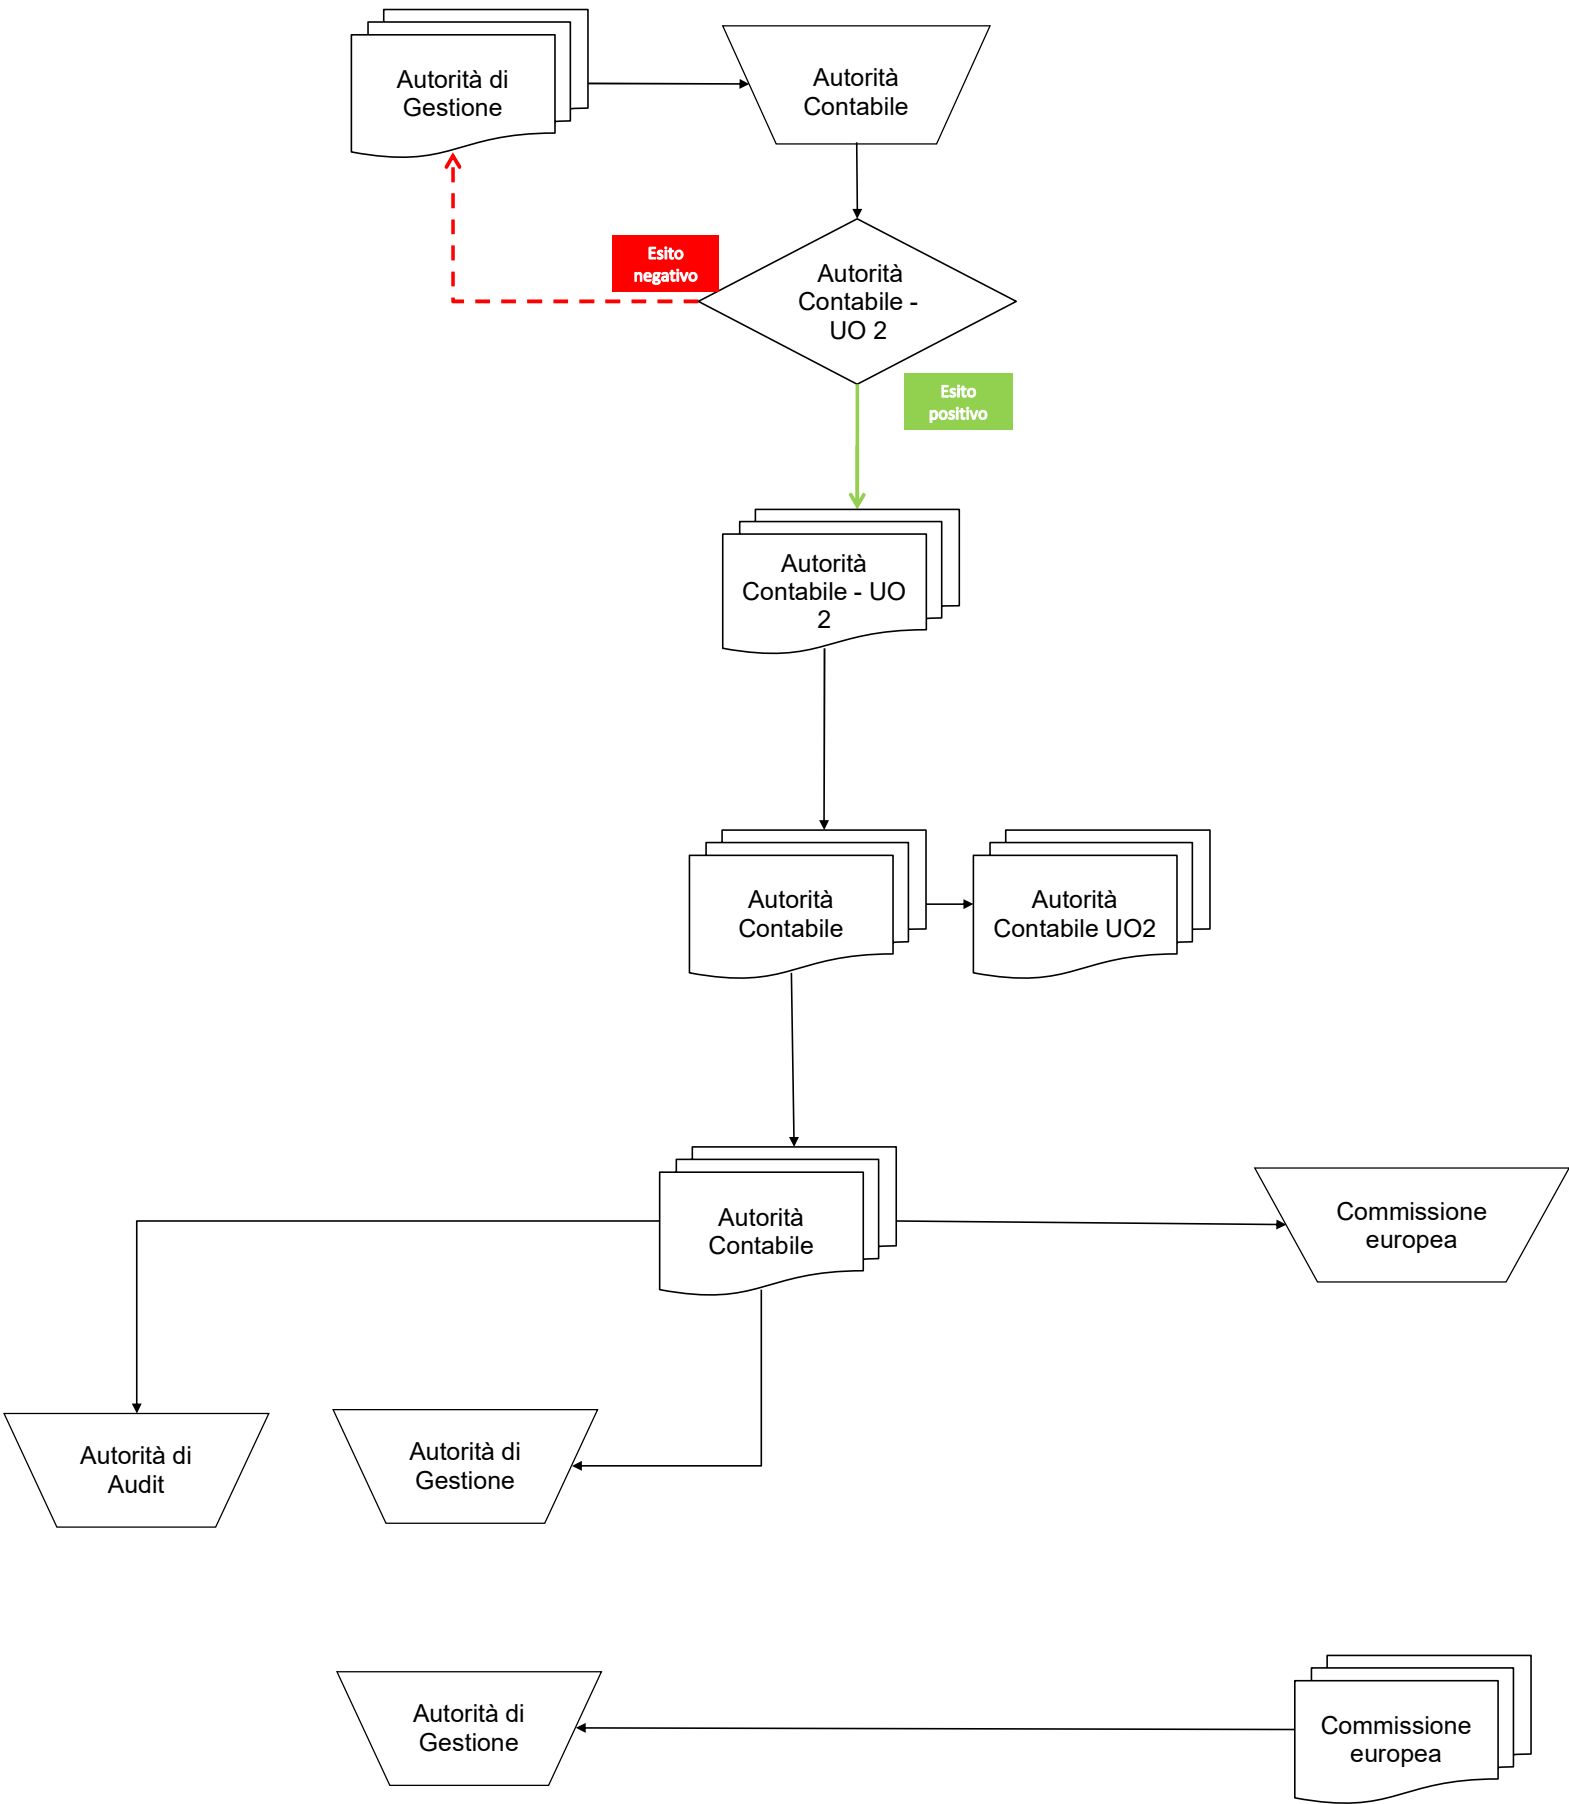 Autorità di
Gestione
Autorità
Contabile
Esito
negativo
Autorità
Contabile -
UO 2
Esito
positivo
Autorità
Contabile - UO
2
Autorità
Contabile
Autorità
Contabile UO2
Autorità
Contabile
Commissione
europea
Autorità di
Audit
Autorità di
Gestione
Autorità di
Gestione
Commissione
europea